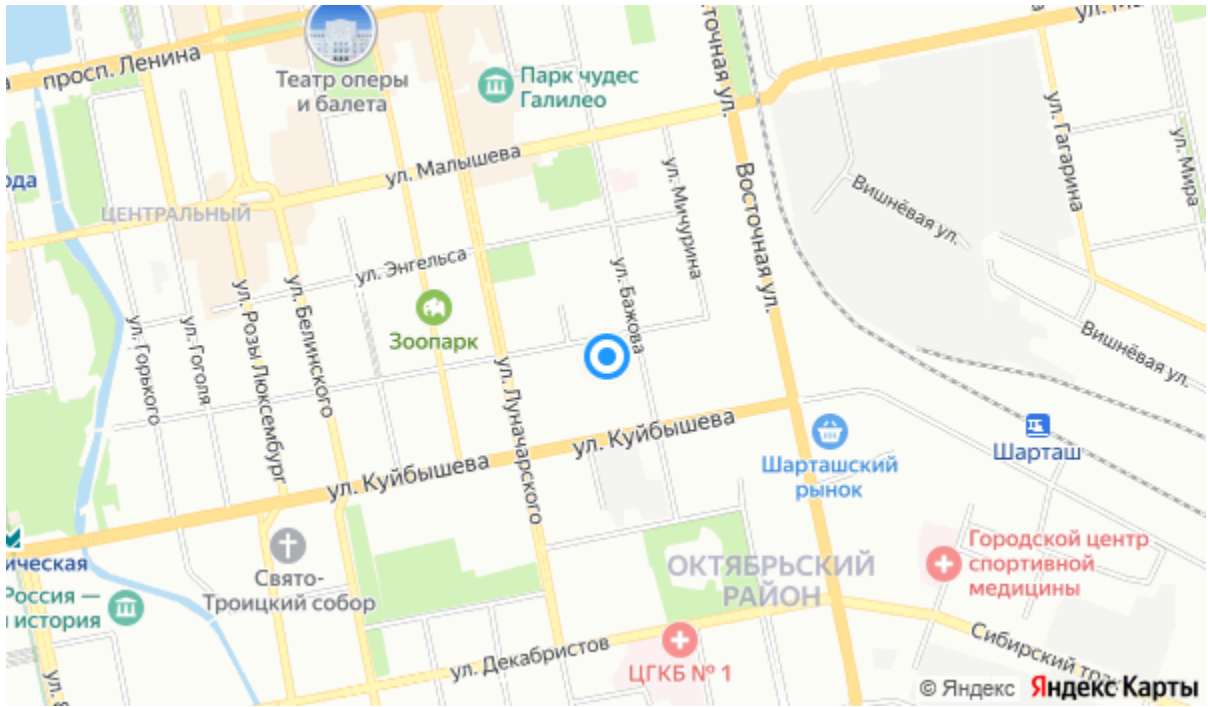 просп. Ленина
Театр оперы
и балета
Парк чудес
Галилео
ул. Малышева
ЦЕНТРАЛЬНЫЙ
ул. Энгельса
ул. Мичурина
Восточная ул.
Вишнёвая ул.
ул. Гагарина
ул. Мира
ул. Горького
ул. Гоголя
ул. Розы Люксембург
ул. Белинского
Зоопарк
ул. Луначарского
ул. Бажова
Вишнёвая ул.
ул. Куйбышева
ул. Куйбышева
Шарташский
рынок
Шарташ
Свято-
Троицкий собор
ОКТЯБРЬСКИЙ
РАЙОН
Городской центр
спортивной
медицины
ическая
Россия —
история
ул. Декабристов
ЦГКБ № 1
Сибирский трак
© Яндекс Яндекс Карты